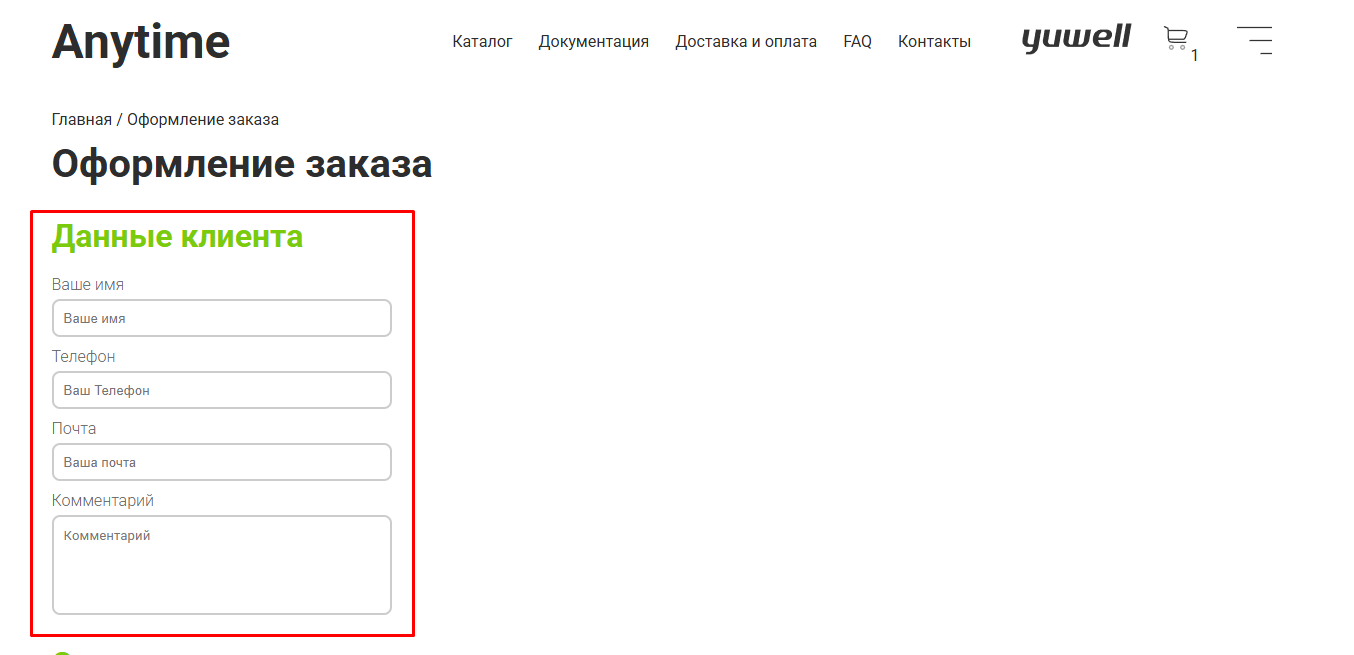 Anytime
Каталог Документация Доставка и оплата FAQ Контакты yuwell 1
Главная / Оформление заказа
Оформление заказа
Данные клиента
Ваше имя
Ваше имя
Телефон
Ваш Телефон
Почта
Ваша почта
Комментарий
Комментарий